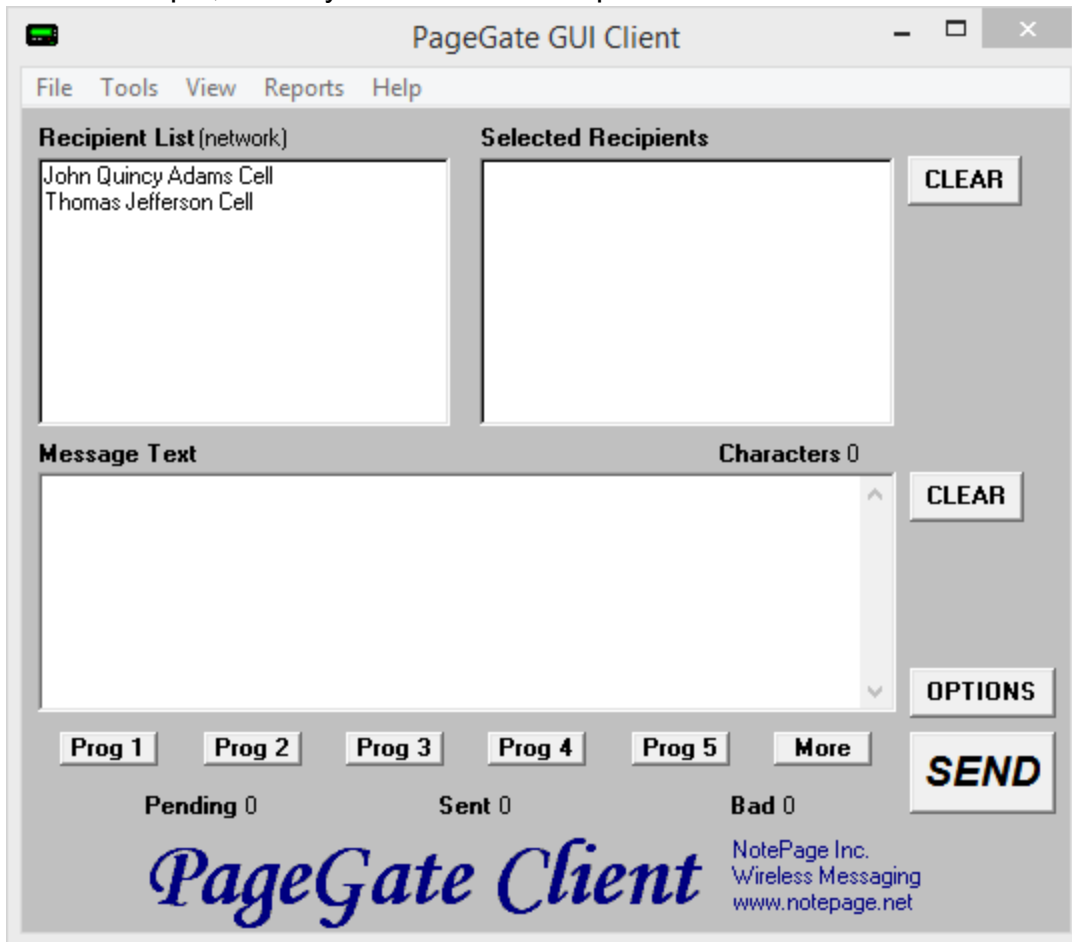 PageGate GUI Client
File Tools View Reports Help
Recipient List (network)
Selected Recipients
John Quincy Adams Cell
Thomas Jefferson Cell
CLEAR
Message Text
Characters 0
CLEAR
OPTIONS
Prog 1 Prog 2 Prog 3 Prog 4 Prog 5 More
SEND
Pending 0 Sent 0 Bad 0
PageGate Client
NotePage Inc.
Wireless Messaging
www.notepage.net